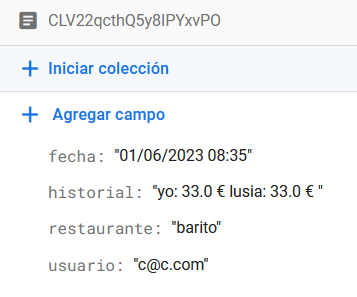 CLV22qcthQ5y8lPYxvPO
Iniciar colección
Agregar campo
fecha: "01/06/2023 08:35"
historial: "yo: 33.0 € lusia: 33.0 € "
restaurante: "barito"
usuario: "c@c.com"